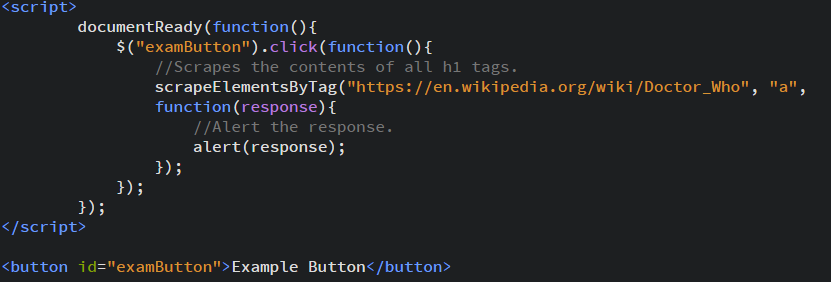 <script>
documentReady(function(){
$("examButton").click(function(){
//Scrapes the contents of all h1 tags.
scrapeElementsByTag("https://en.wikipedia.org/wiki/Doctor_Who", "a",
function(response){
//Alert the response.
alert(response);
});
});
});
</script>
<button id="examButton">Example Button</button>